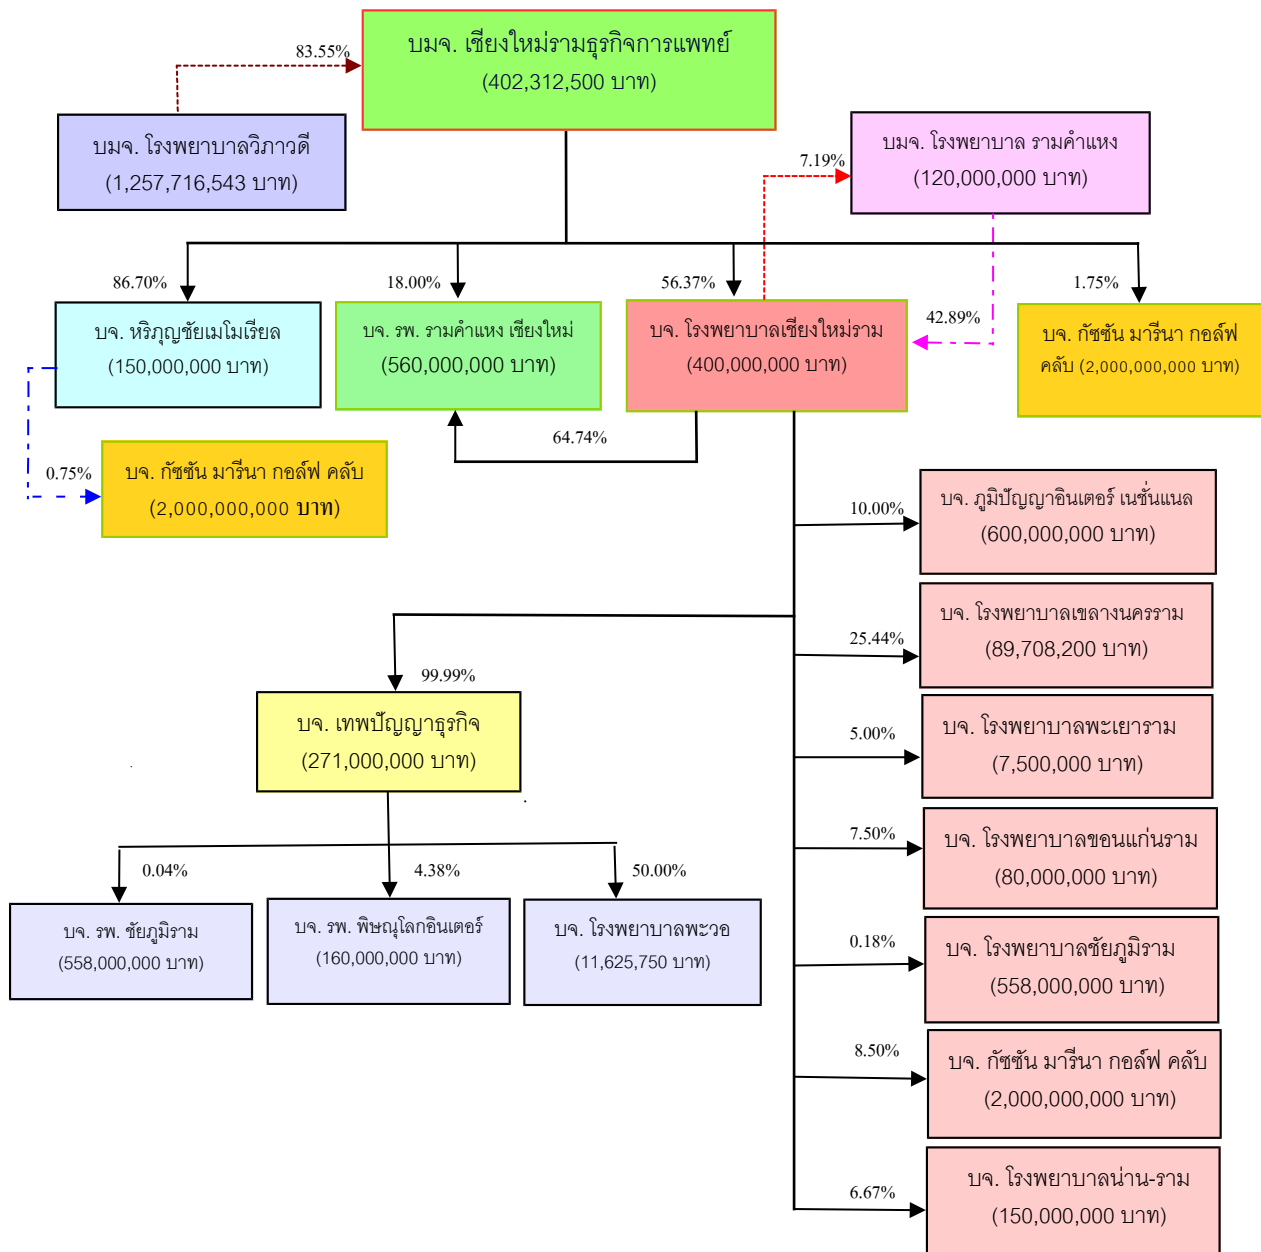 บมจ. เชียงใหม่รามธุรกิจการแพทย์
(402,312,500 บาท)
83.55%
บมจ. โรงพยาบาลวิภาวดี
(1,257,716,543 บาท)
บมจ. โรงพยาบาล รามคำแหง
(120,000,000 บาท)
7.19%
86.70%
18.00%
56.37%
1.75%
42.89%
บจ. หริภุญชัยเมโมเรียล
(150,000,000 บาท)
บจ. รพ. รามคำแหง เชียงใหม่
(560,000,000 บาท)
บจ. โรงพยาบาลเชียงใหม่ราม
(400,000,000 บาท)
บจ. กัซซัน มารีนา กอล์ฟ
คลับ (2,000,000,000 บาท)
64.74%
0.75%
บจ. กัซซัน มารีนา กอล์ฟ คลับ
(2,000,000,000 บาท)
10.00%
บจ. ภูมิปัญญาอินเตอร์ เนชั่นแนล
(600,000,000 บาท)
25.44%
บจ. โรงพยาบาลเขลางนครราม
(89,708,200 บาท)
99.99%
บจ. เทพปัญญาธุรกิจ
(271,000,000 บาท)
5.00%
บจ. โรงพยาบาลพะเยาราม
(7,500,000 บาท)
7.50%
บจ. โรงพยาบาลขอนแก่นราม
(80,000,000 บาท)
0.04%
4.38%
50.00%
บจ. รพ. ชัยภูมิราม
(558,000,000 บาท)
บจ. รพ. พิษณุโลกอินเตอร์
(160,000,000 บาท)
บจ. โรงพยาบาลพะวอ
(11,625,750 บาท)
0.18%
บจ. โรงพยาบาลชัยภูมิราม
(558,000,000 บาท)
8.50%
บจ. กัซซัน มารีนา กอล์ฟ คลับ
(2,000,000,000 บาท)
6.67%
บจ. โรงพยาบาลน่าน-ราม
(150,000,000 บาท)